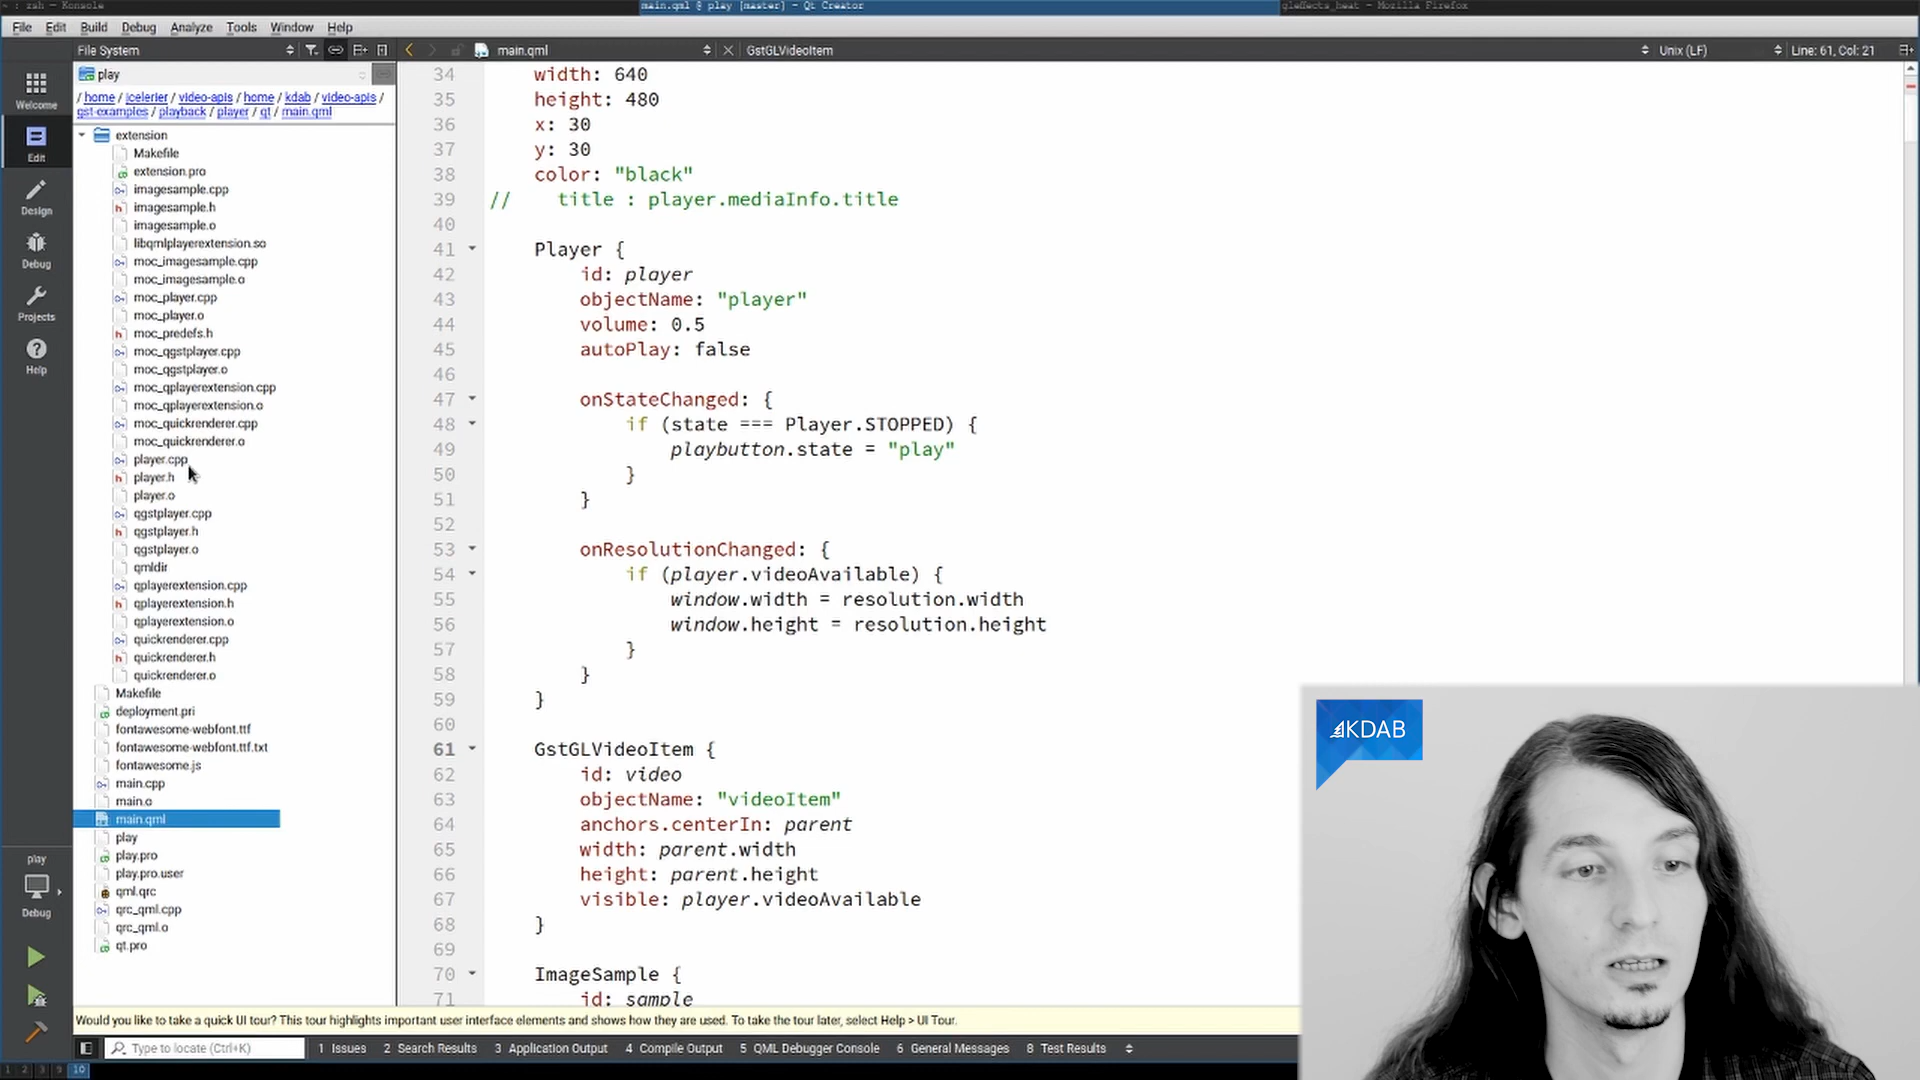 ~ : zsh — Konsole
main.qml @ play [master] - Qt Creator
gleffects_heat - Mozilla Firefox
File Edit Build Debug Analyze Tools Window Help
File System
main.qml
GstGLVideoItem
Unix (LF)
Line: 61, Col: 21
play
/ home / jcelerier / video-apis / home / kdab / video-apis /
gst-examples / playback / player / qt / main.qml
Welcome
Edit
Design
Debug
Projects
Help
extension
Makefile
extension.pro
imagesample.cpp
imagesample.h
imagesample.o
libqmlplayerextension.so
moc_imagesample.cpp
moc_imagesample.o
moc_player.cpp
moc_player.o
moc_predefs.h
moc_qgstplayer.cpp
moc_qgstplayer.o
moc_qplayerextension.cpp
moc_qplayerextension.o
moc_quickrenderer.cpp
moc_quickrenderer.o
player.cpp
player.h
player.o
qgstplayer.cpp
qgstplayer.h
qgstplayer.o
qmldir
qplayerextension.cpp
qplayerextension.h
qplayerextension.o
quickrenderer.cpp
quickrenderer.h
quickrenderer.o
Makefile
deployment.pri
fontawesome-webfont.ttf
fontawesome-webfont.ttf.txt
fontawesome.js
main.cpp
main.o
main.qml
play
play.pro
play.pro.user
qml.qrc
qrc_qml.cpp
qrc_qml.o
qt.pro
play
Debug
34 width: 640
35 height: 480
36 x: 30
37 y: 30
38 color: "black"
39 // title : player.mediaInfo.title
40
41 Player {
42 id: player
43 objectName: "player"
44 volume: 0.5
45 autoPlay: false
46
47 onStateChanged: {
48 if (state === Player.STOPPED) {
49 playbutton.state = "play"
50 }
51 }
52
53 onResolutionChanged: {
54 if (player.videoAvailable) {
55 window.width = resolution.width
56 window.height = resolution.height
57 }
58 }
59 }
60
61 GstGLVideoItem {
62 id: video
63 objectName: "videoItem"
64 anchors.centerIn: parent
65 width: parent.width
66 height: parent.height
67 visible: player.videoAvailable
68 }
69
70 ImageSample {
71 id: sample
KDAB
Would you like to take a quick UI tour? This tour highlights important user interface elements and shows how they are used. To take the tour later, select Help > UI Tour.
Type to locate (Ctrl+K)
1 Issues 2 Search Results 3 Application Output 4 Compile Output 5 QML Debugger Console 6 General Messages 8 Test Results
1 2 3 9 10